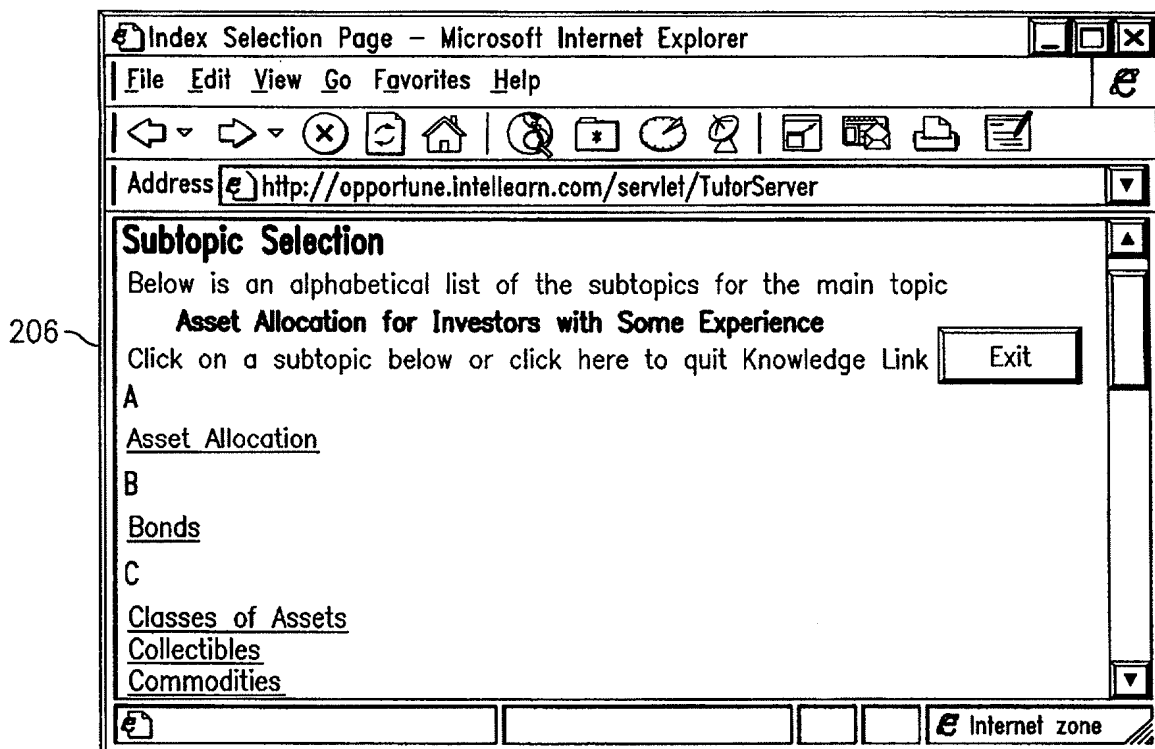 Index Selection Page – Microsoft Internet Explorer
File Edit View Go Favorites Help
Address http://opportune.intellearn.com/servlet/TutorServer
Subtopic Selection
Below is an alphabetical list of the subtopics for the main topic
Asset Allocation for Investors with Some Experience
Click on a subtopic below or click here to quit Knowledge Link Exit
206
A
Asset Allocation
B
Bonds
C
Classes of Assets
Collectibles
Commodities
Internet zone